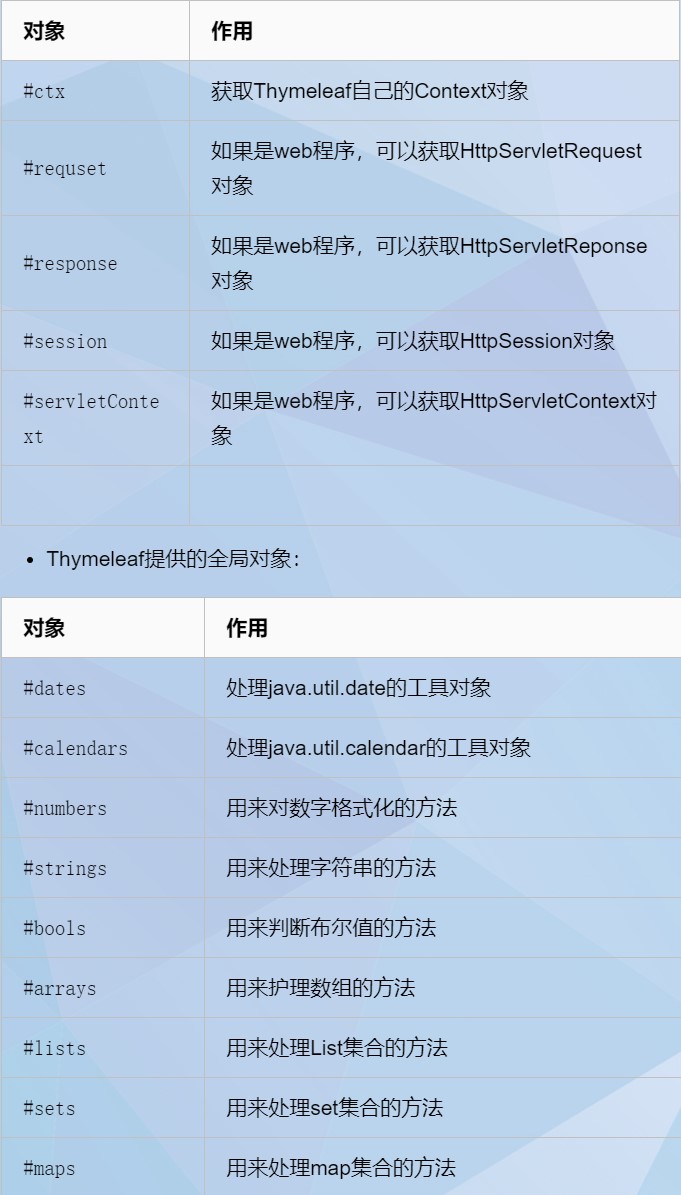 对象 作用
#ctx 获取Thymeleaf自己的Context对象
#requset 如果是web程序，可以获取HttpServletRequest
对象
#response 如果是web程序，可以获取HttpServletReponse
对象
#session 如果是web程序，可以获取HttpSession对象
#servletConte 如果是web程序，可以获取HttpServletContext对
xt 象
• Thymeleaf提供的全局对象：
对象 作用
#dates 处理java.util.date的工具对象
#calendars 处理java.util.calendar的工具对象
#numbers 用来对数字格式化的方法
#strings 用来处理字符串的方法
#bools 用来判断布尔值的方法
#arrays 用来护理数组的方法
#lists 用来处理List集合的方法
#sets 用来处理set集合的方法
#maps 用来处理map集合的方法